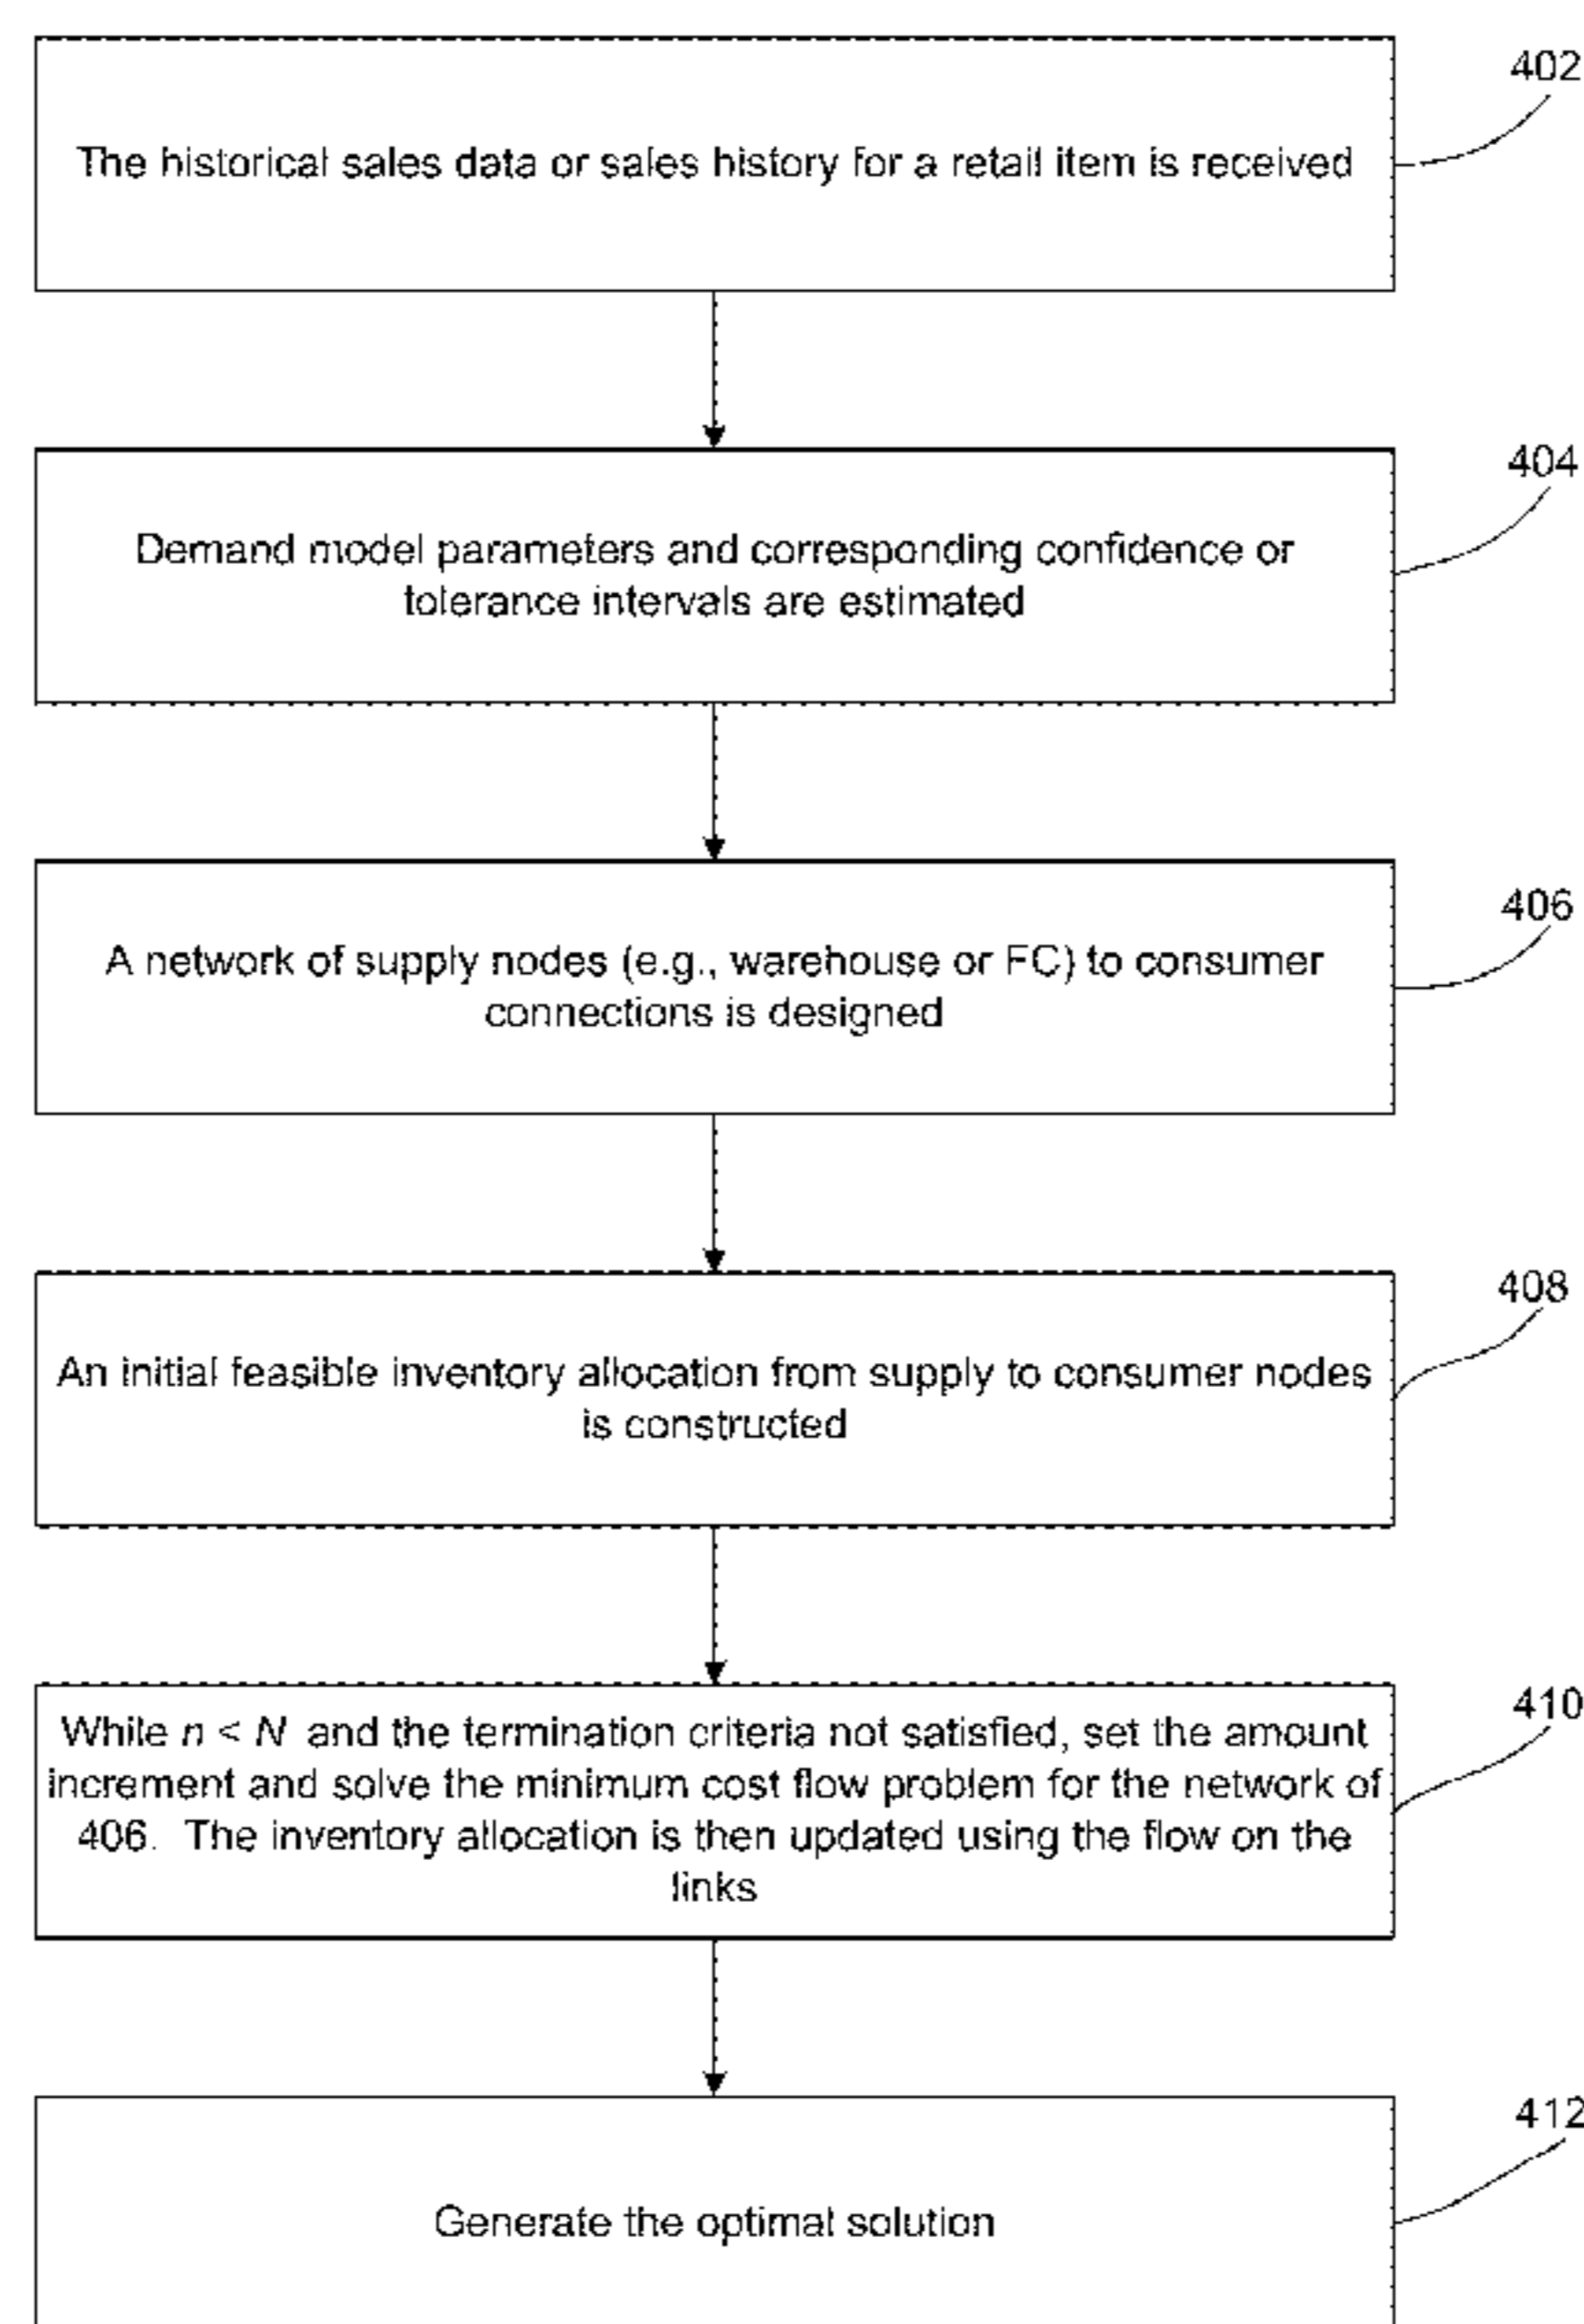 402
The historical sales data or sales history for a retail item is received
404
Demand model parameters and corresponding confidence or
tolerance intervals are estimated
406
A network of supply nodes (e.g., warehouse or FC) to consumer
connections is designed
408
An initial feasible inventory allocation from supply to consumer nodes
is constructed
410
While n < N and the termination criteria not satisfied, set the amount
increment and solve the minimum cost flow problem for the network of
406. The inventory allocation is then updated using the flow on the
links
412
Generate the optimal solution